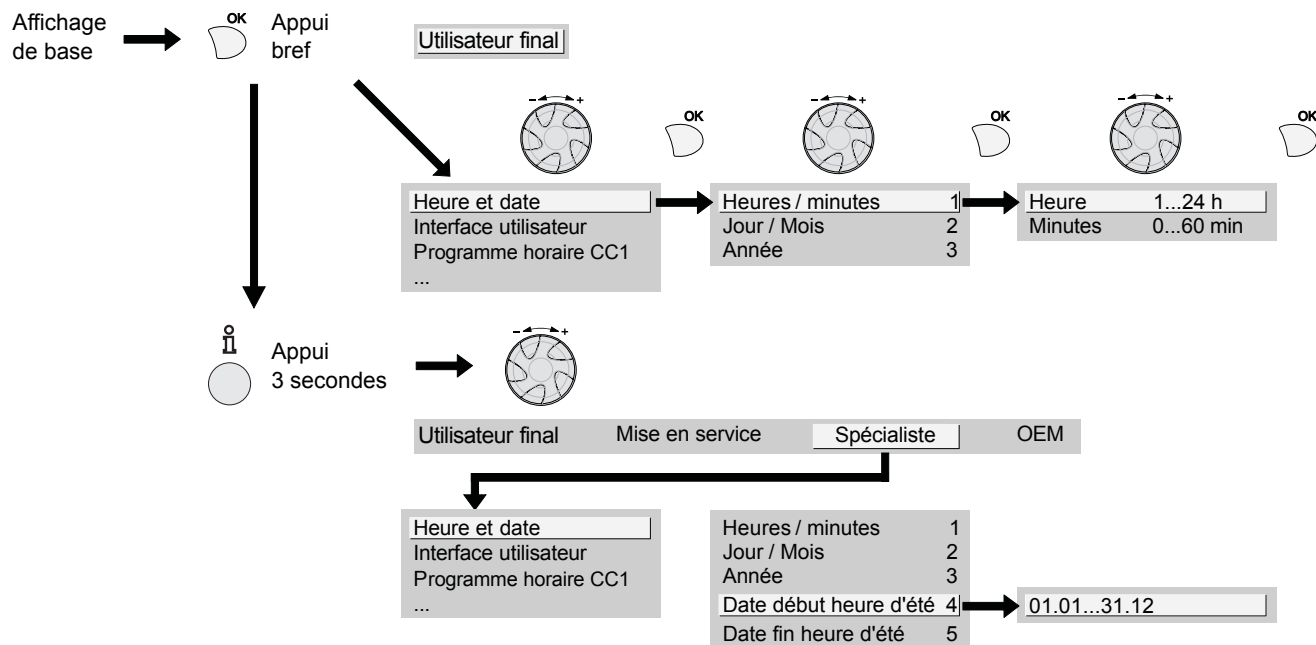 Affichage
de base
OK
Appui
bref
Utilisateur final
- +
OK
- +
OK
- +
OK
Heure et date
Interface utilisateur
Programme horaire CC1
...
Heures / minutes 1
Jour / Mois 2
Année 3
Heure 1...24 h
Minutes 0...60 min
Appui
3 secondes
- +
Utilisateur final Mise en service Spécialiste OEM
Heure et date
Interface utilisateur
Programme horaire CC1
...
Heures / minutes 1
Jour / Mois 2
Année 3
Date début heure d'été 4
Date fin heure d'été 5
01.01...31.12